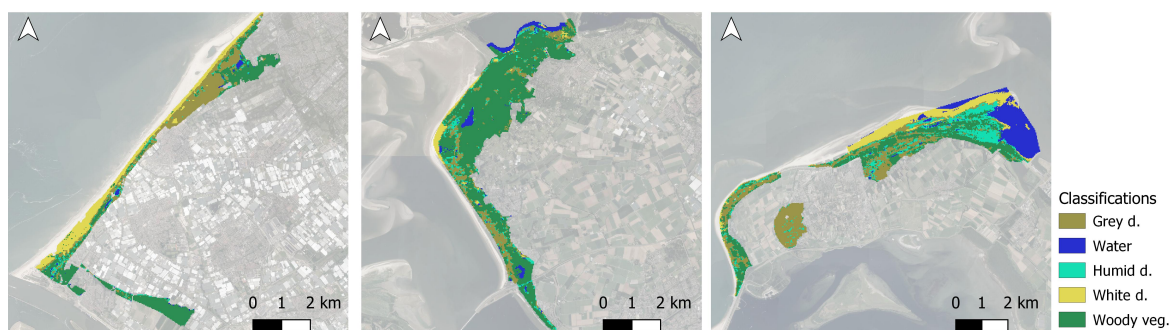 0 1 2 km
0 1 2 km
0 1 2 km
Classifications
Grey d.
Water
Humid d.
White d.
Woody veg.